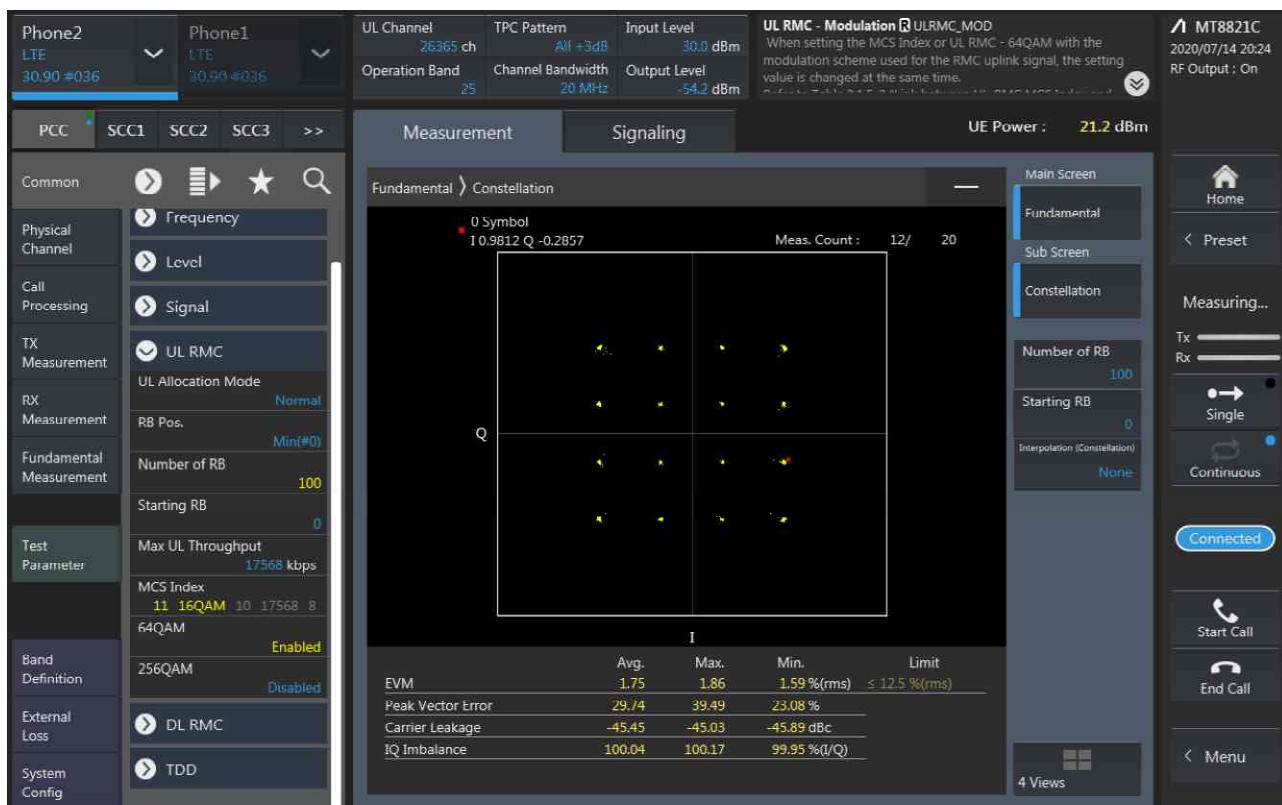 Phone2
LTE
30.90 #036
Phone1
LTE
30.90 #036
UL Channel
26365 ch
Operation Band
25
TPC Pattern
All +3dB
Channel Bandwidth
20 MHz
Input Level
30.0 dBm
Output Level
-54.2 dBm
UL RMC - Modulation R ULRMC_MOD
When setting the MCS Index or UL RMC - 64QAM with the
modulation scheme used for the RMC uplink signal, the setting
value is changed at the same time.
MT8821C
2020/07/14 20:24
RF Output : On
PCC SCC1 SCC2 SCC3 >>
Measurement
Signaling
UE Power : 21.2 dBm
Common
Physical
Channel
Call
Processing
TX
Measurement
RX
Measurement
Fundamental
Measurement
Test
Parameter
Band
Definition
External
Loss
System
Config
Frequency
Level
Signal
UL RMC
UL Allocation Mode
Normal
RB Pos.
Min(#0)
Number of RB
100
Starting RB
0
Max UL Throughput
17568 kbps
MCS Index
11 16QAM 10 17568 8
64QAM
Enabled
256QAM
Disabled
DL RMC
TDD
Fundamental ⟩ Constellation
0 Symbol
I 0.9812 Q -0.2857
Meas. Count : 12/ 20
Q
I
Avg. Max. Min. Limit
EVM 1.75 1.86 1.59 %(rms) ≤ 12.5 %(rms)
Peak Vector Error 29.74 39.49 23.08 %
Carrier Leakage -45.45 -45.03 -45.89 dBc
IQ Imbalance 100.04 100.17 99.95 %(I/Q)
Main Screen
Fundamental
Sub Screen
Constellation
Number of RB
100
Starting RB
0
Interpolation (Constellation)
None
4 Views
Home
< Preset
Measuring...
Tx
Rx
Single
Continuous
Connected
Start Call
End Call
< Menu